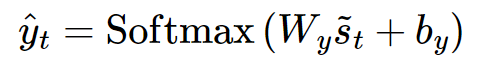 ŷ_t = Softmax (W_y s̃_t + b_y)